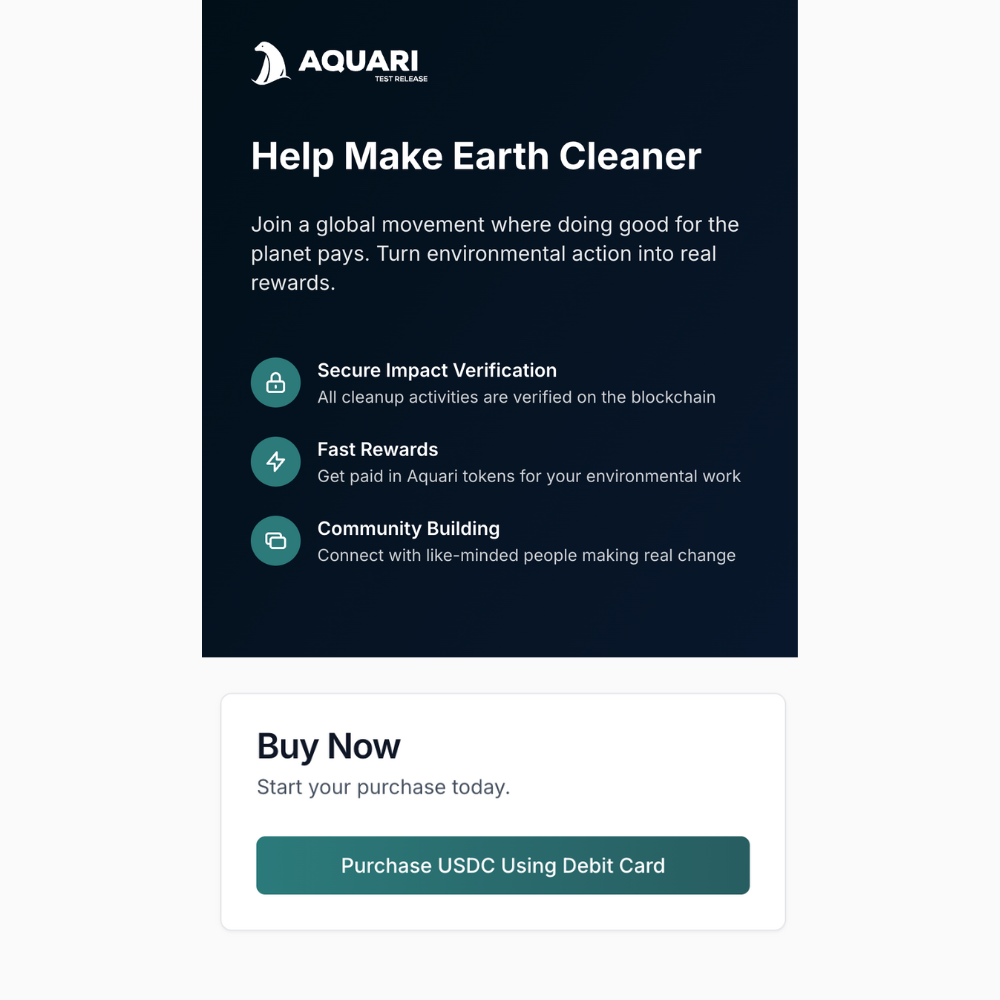 AQUARI
TEST RELEASE
Help Make Earth Cleaner
Join a global movement where doing good for the
planet pays. Turn environmental action into real
rewards.
Secure Impact Verification
All cleanup activities are verified on the blockchain
Fast Rewards
Get paid in Aquari tokens for your environmental work
Community Building
Connect with like-minded people making real change
Buy Now
Start your purchase today.
Purchase USDC Using Debit Card